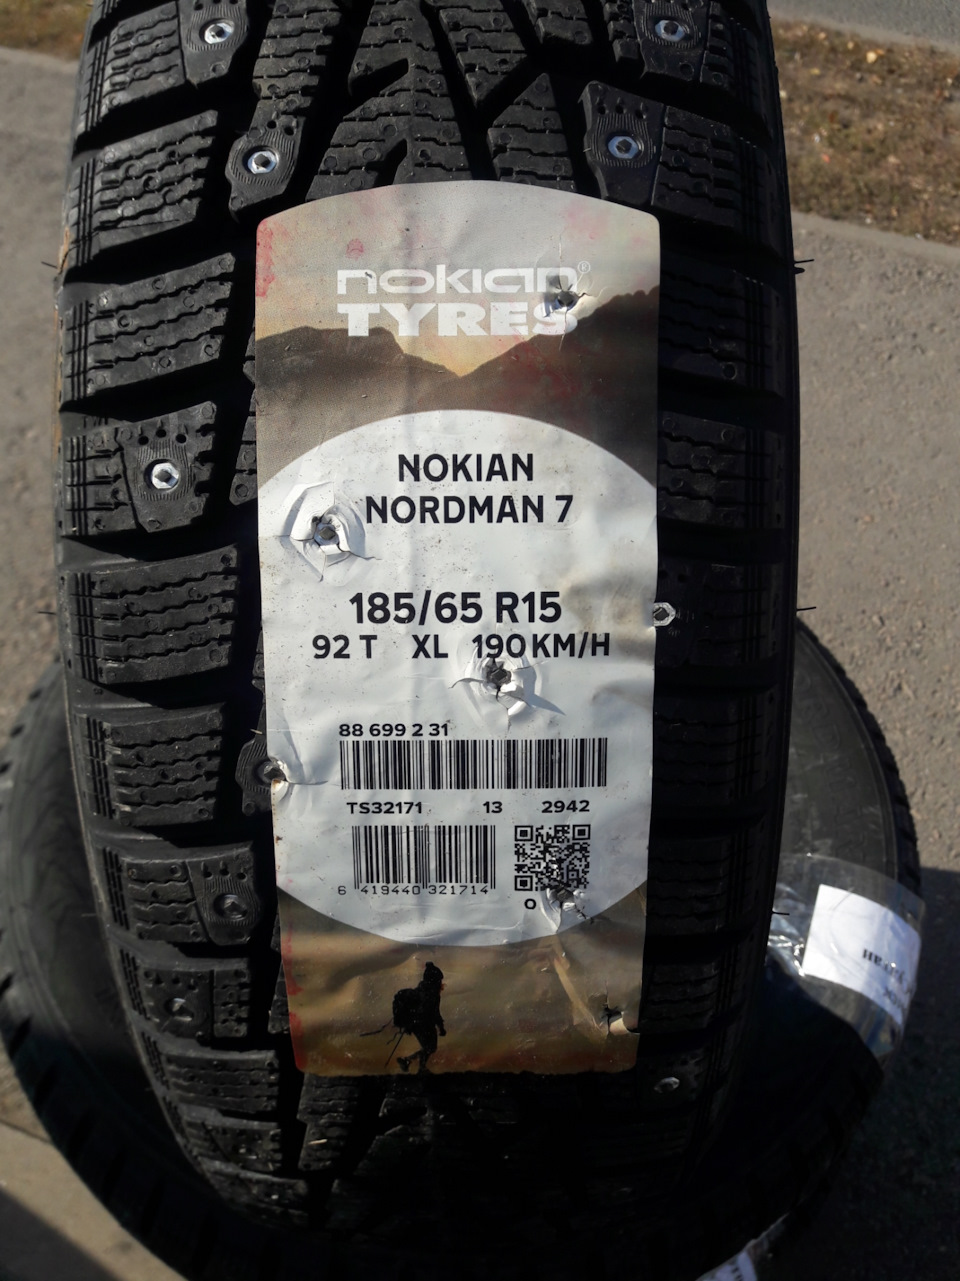 nokian®
TYRES
NOKIAN
NORDMAN 7
185/65 R15
92 T XL 190 KM/H
88 699 2 31
TS32171 13 2942
6 419440 321714
O